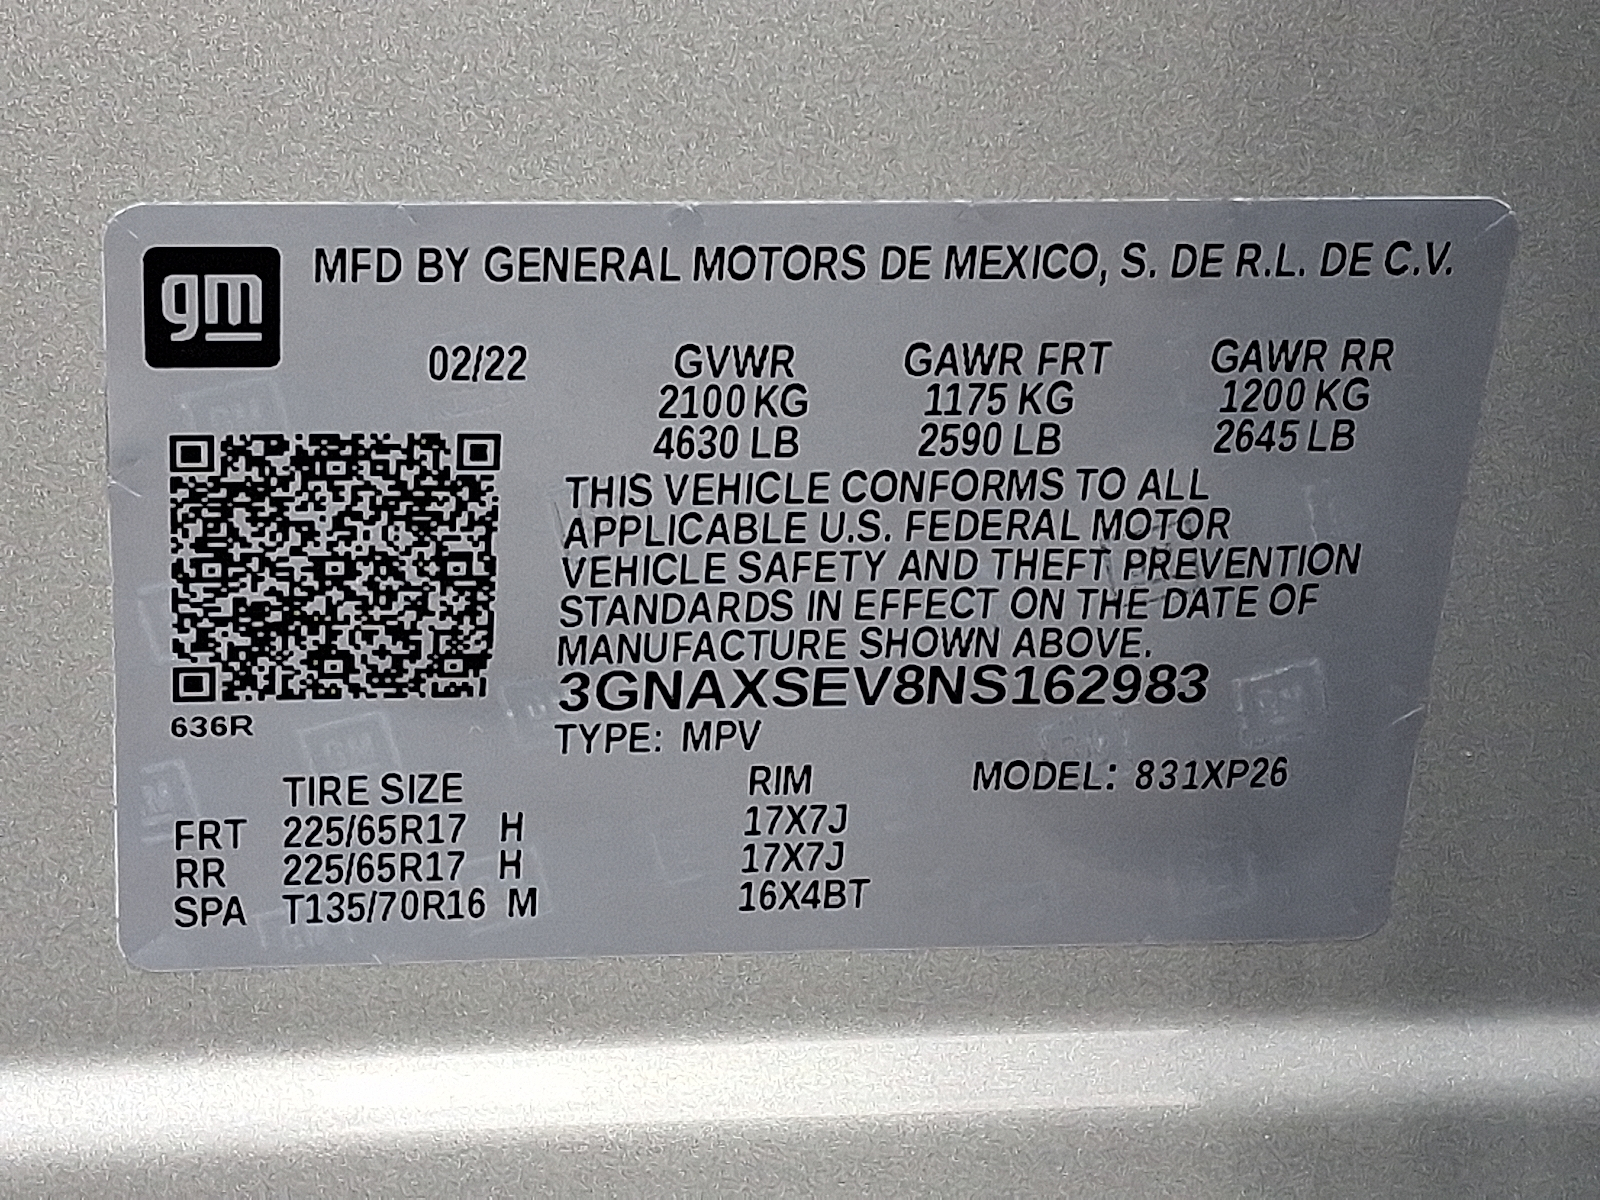 gm
MFD BY GENERAL MOTORS DE MEXICO, S. DE R.L. DE C.V.
02/22 GVWR GAWR FRT GAWR RR
2100 KG 1175 KG 1200 KG
4630 LB 2590 LB 2645 LB
THIS VEHICLE CONFORMS TO ALL
APPLICABLE U.S. FEDERAL MOTOR
VEHICLE SAFETY AND THEFT PREVENTION
STANDARDS IN EFFECT ON THE DATE OF
MANUFACTURE SHOWN ABOVE.
3GNAXSEV8NS162983
636R
TYPE: MPV
TIRE SIZE RIM MODEL: 831XP26
FRT 225/65R17 H 17X7J
RR 225/65R17 H 17X7J
SPA T135/70R16 M 16X4BT